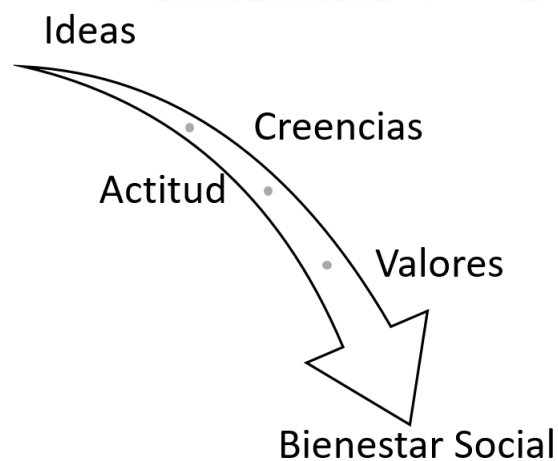 Ideas
Creencias
Actitud
Valores
Bienestar Social